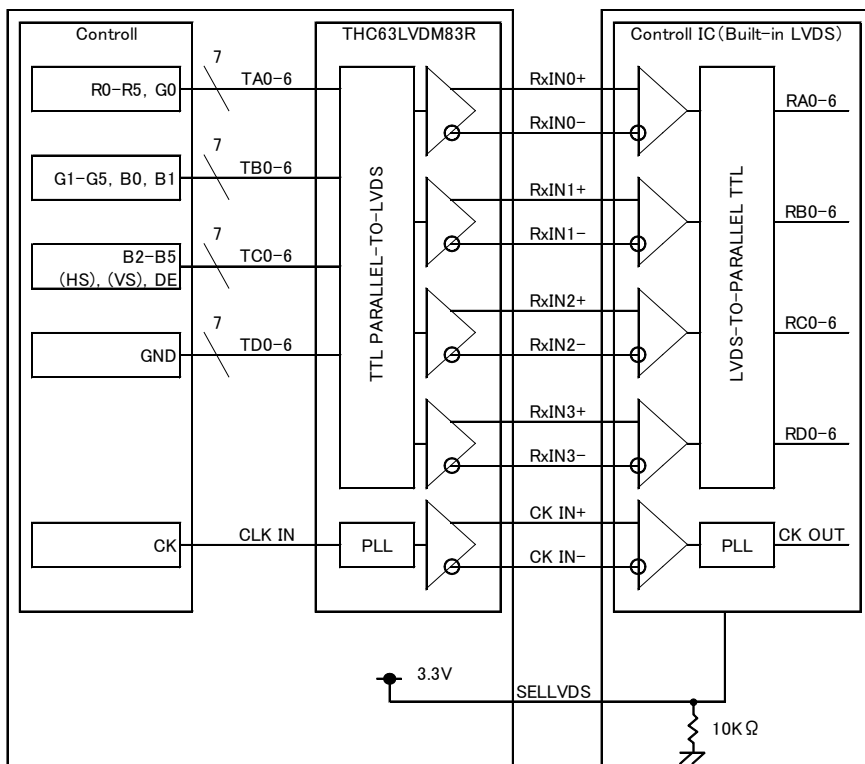 Controll
THC63LVDM83R
Controll IC(Built-in LVDS)
R0-R5, G0
7
TA0-6
RxIN0+
RxIN0-
RA0-6
G1-G5, B0, B1
7
TB0-6
RxIN1+
RxIN1-
RB0-6
B2-B5
(HS), (VS), DE
7
TC0-6
RxIN2+
RxIN2-
RC0-6
GND
7
TD0-6
RxIN3+
RxIN3-
RD0-6
TTL PARALLEL-TO-LVDS
LVDS-TO-PARALLEL TTL
CK
CLK IN
PLL
CK IN+
CK IN-
PLL
CK OUT
3.3V
SELLVDS
10KΩ